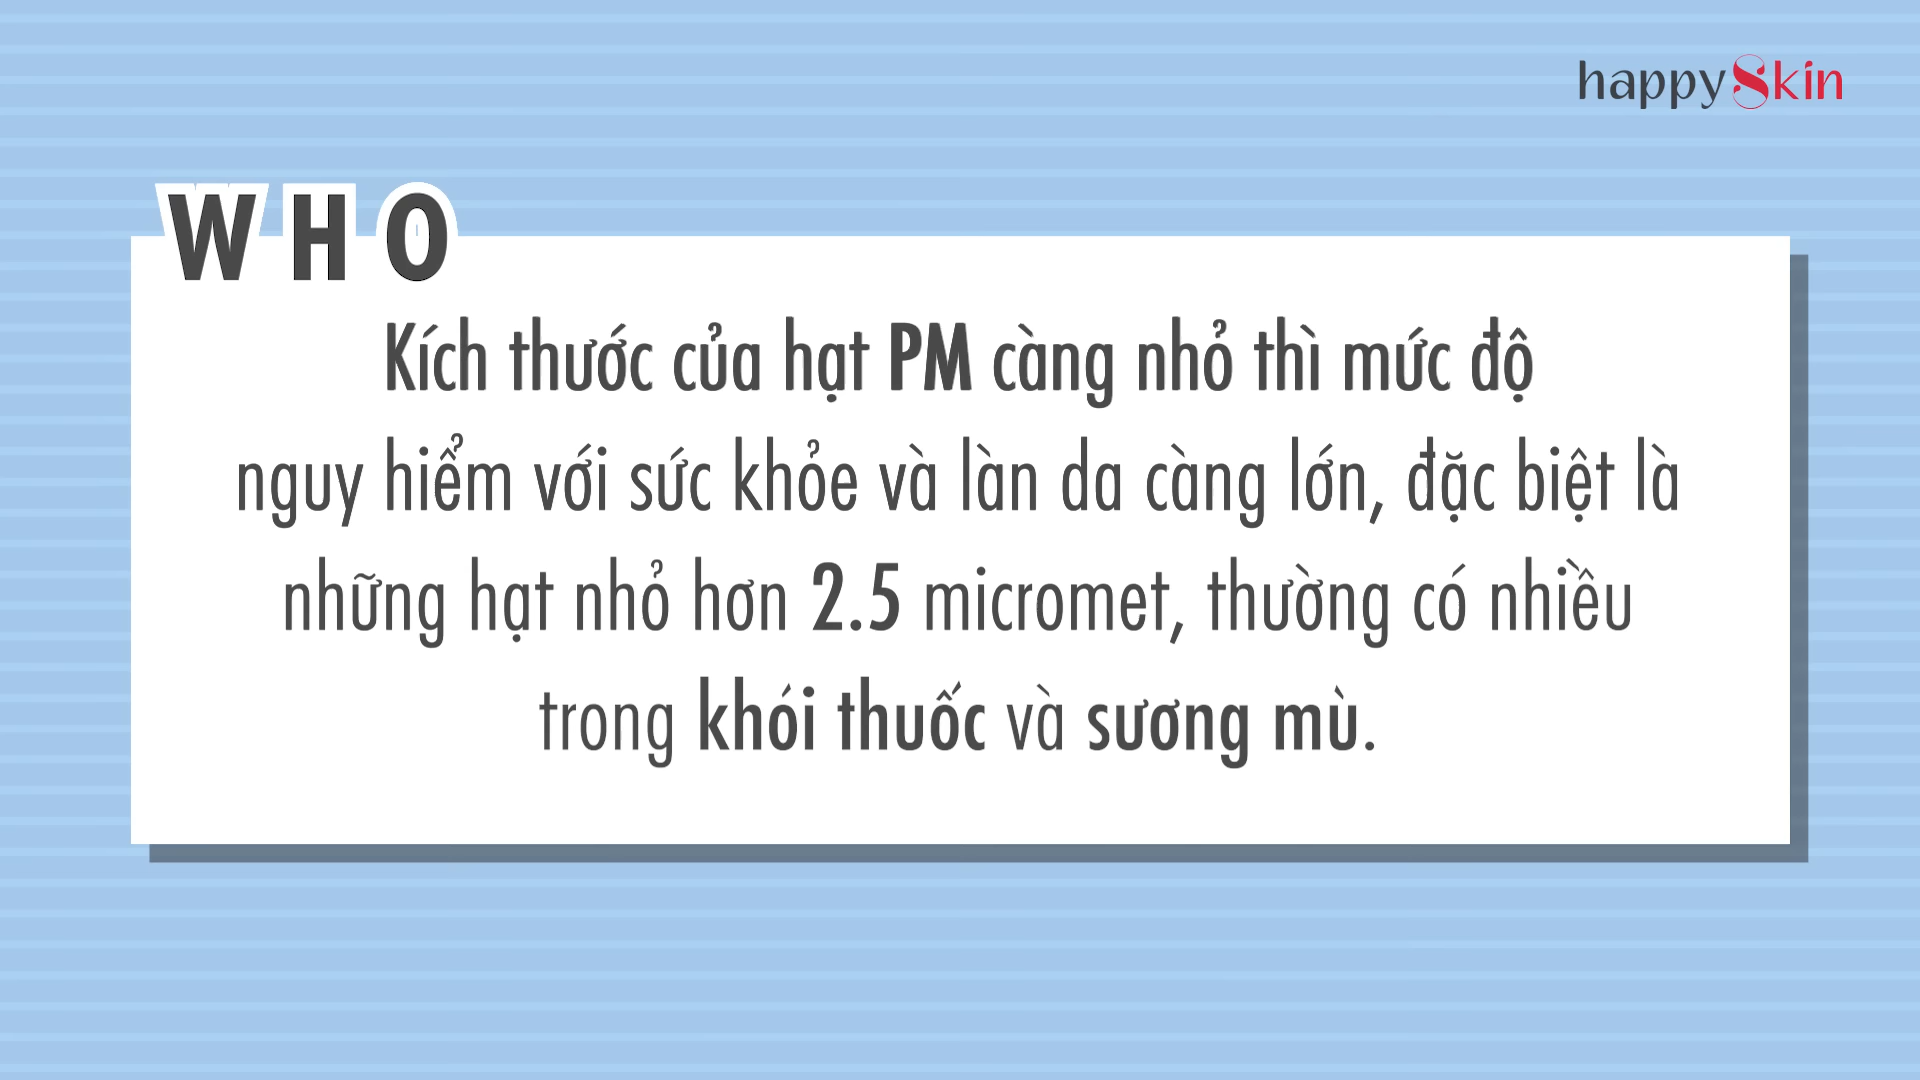 happySkin
WHO
Kích thước của hạt PM càng nhỏ thì mức độ
nguy hiểm với sức khỏe và làn da càng lớn, đặc biệt là
những hạt nhỏ hơn 2.5 micromet, thường có nhiều
trong khói thuốc và sương mù.